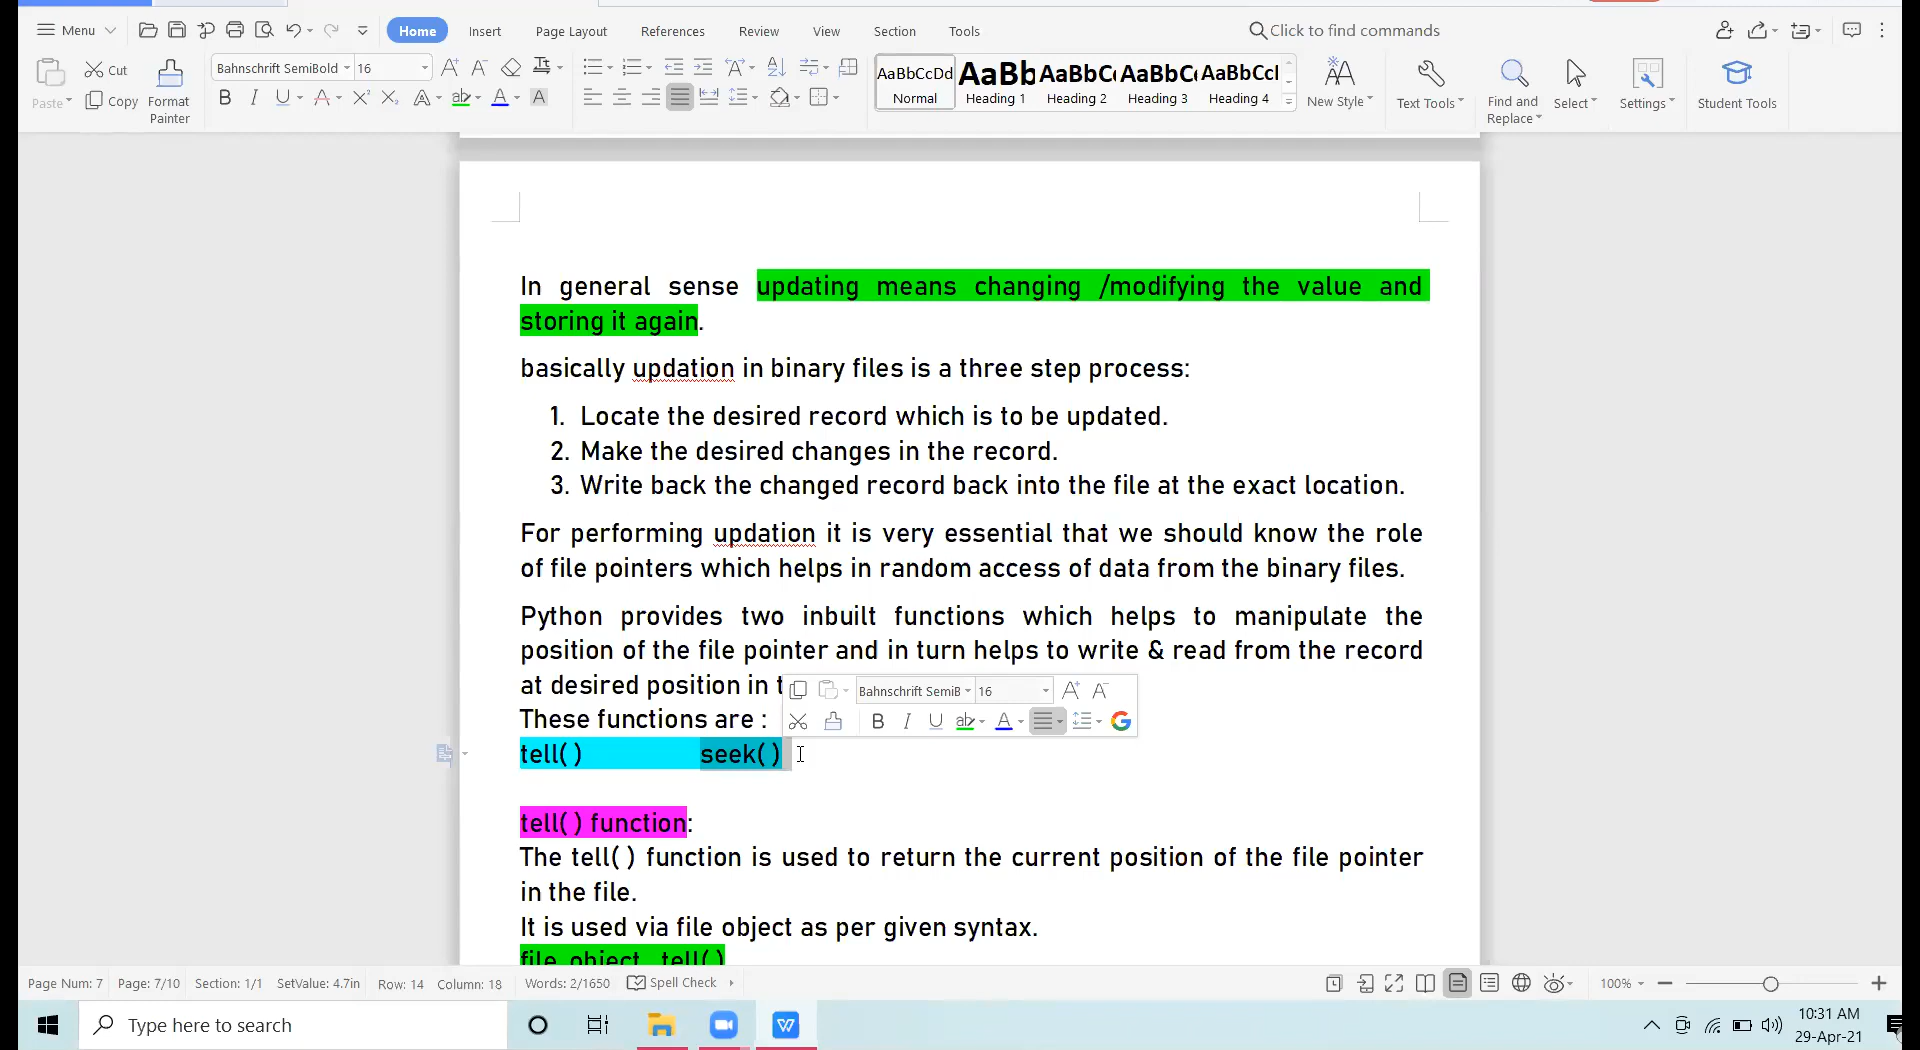 Menu Home Insert Page Layout References Review View Section Tools Click to find commands
Paste Cut Copy Format Painter Bahnschrift SemiBold 16 AaBbCcDd Normal AaBb Heading 1 AaBbCc Heading 2 AaBbCc Heading 3 AaBbCcl Heading 4 New Style Text Tools Find and Replace Select Settings Student Tools
In general sense updating means changing /modifying the value and
storing it again.
basically updation in binary files is a three step process:
1. Locate the desired record which is to be updated.
2. Make the desired changes in the record.
3. Write back the changed record back into the file at the exact location.
For performing updation it is very essential that we should know the role
of file pointers which helps in random access of data from the binary files.
Python provides two inbuilt functions which helps to manipulate the
position of the file pointer and in turn helps to write & read from the record
at desired position in t
Bahnschrift SemiB 16
These functions are :
B I U ab A
tell( ) seek( )
tell( ) function:
The tell( ) function is used to return the current position of the file pointer
in the file.
It is used via file object as per given syntax.
file_object . tell( )
Page Num: 7 Page: 7/10 Section: 1/1 SetValue: 4.7in Row: 14 Column: 18 Words: 2/1650 Spell Check 100%
Type here to search
10:31 AM
29-Apr-21